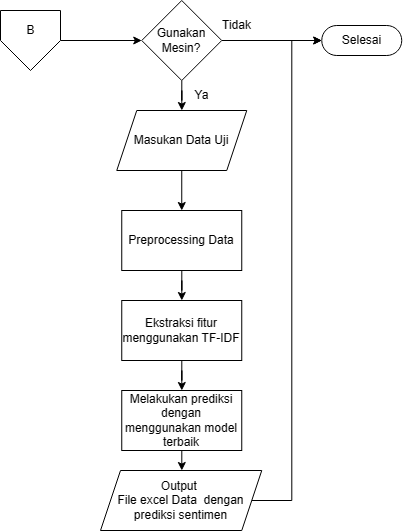 B
Gunakan
Mesin?
Tidak
Selesai
Ya
Masukan Data Uji
Preprocessing Data
Ekstraksi fitur
menggunakan TF-IDF
Melakukan prediksi
dengan
menggunakan model
terbaik
Output
File excel Data dengan
prediksi sentimen